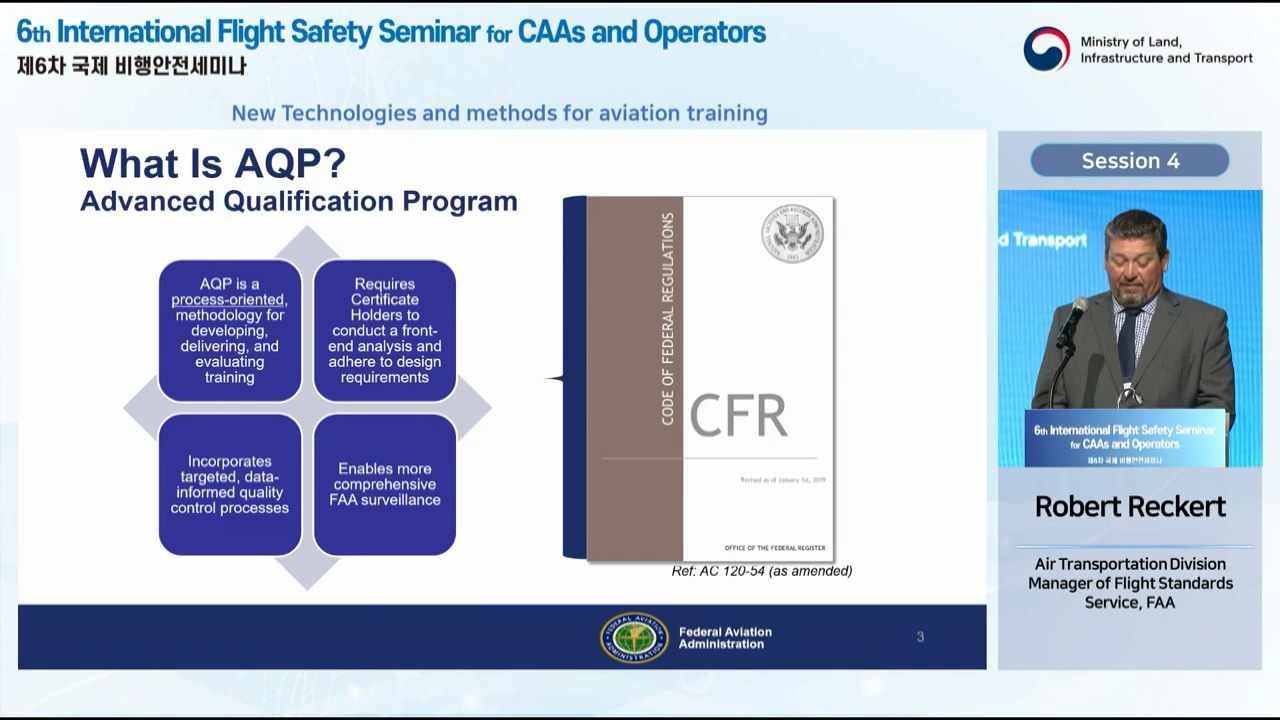 6th International Flight Safety Seminar for CAAs and Operators
제6차 국제 비행안전세미나
Ministry of Land,
Infrastructure and Transport
New Technologies and methods for aviation training
What Is AQP?
Advanced Qualification Program
AQP is a
process-oriented,
methodology for
developing,
delivering, and
evaluating
training
Requires
Certificate
Holders to
conduct a front-
end analysis and
adhere to design
requirements
Incorporates
targeted, data-
informed quality
control processes
Enables more
comprehensive
FAA surveillance
CODE OF FEDERAL REGULATIONS
CFR
Revised as of January 1st, 2019
OFFICE OF THE FEDERAL REGISTER
Ref: AC 120-54 (as amended)
Federal Aviation
Administration
3
Session 4
d Transport
6th International Flight Safety Seminar
for CAAs and Operators
제6차 국제 비행안전세미나
Robert Reckert
Air Transportation Division
Manager of Flight Standards
Service, FAA